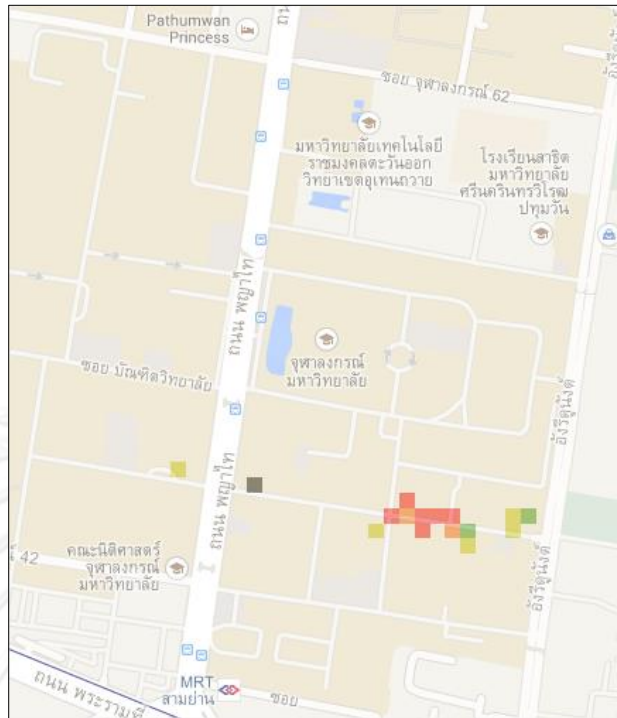 Pathumwan
Princess
ซอย จุฬาลงกรณ์ 62
มหาวิทยาลัยเทคโนโลยี
ราชมงคลตะวันออก
วิทยาเขตอุเทนถวาย
โรงเรียนสาธิต
มหาวิทยาลัย
ศรีนครินทรวิโรฒ
ปทุมวัน
อังรีดูนังต์
ถนน พญาไท
จุฬาลงกรณ์
มหาวิทยาลัย
ซอย บัณฑิตวิทยาลัย
อังรีดูนังต์
ถนน พญาไท
42
คณะนิติศาสตร์
จุฬาลงกรณ์
มหาวิทยาลัย
อังรีดูนังต์
MRT
สามย่าน
ซอย
ถนน พระรามที่